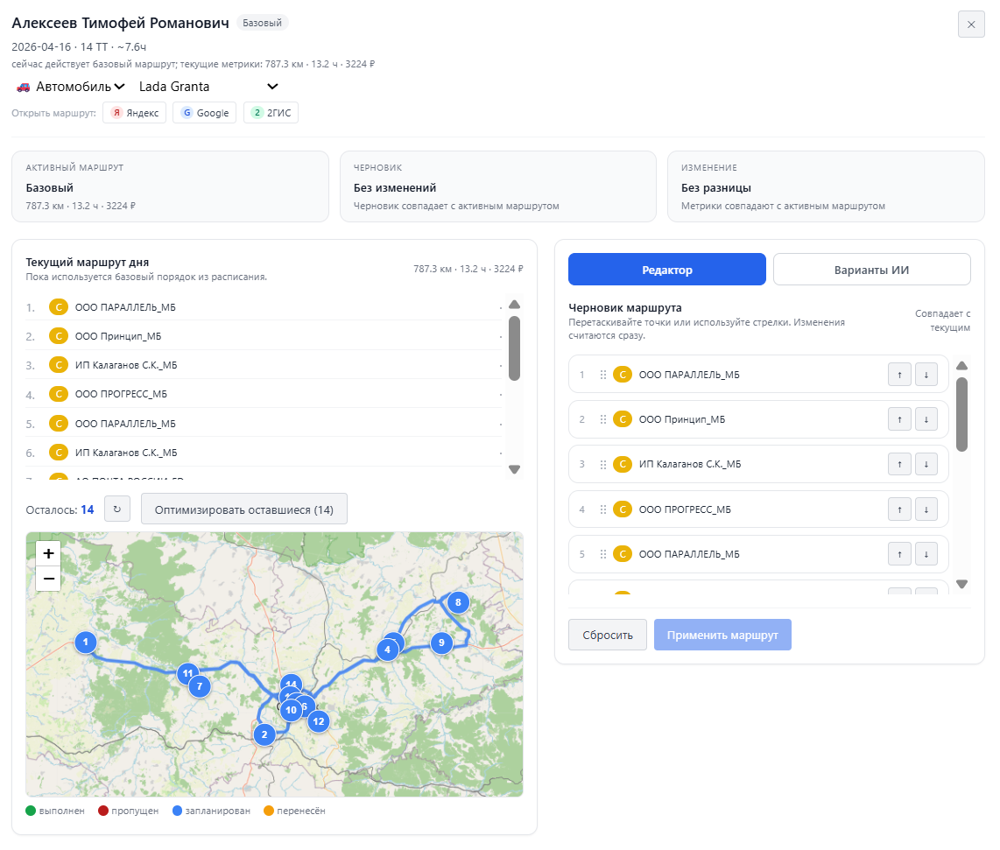 Алексеев Тимофей Романович Базовый
×
2026-04-16 · 14 ТТ · ~7.6ч
сейчас действует базовый маршрут; текущие метрики: 787.3 км · 13.2 ч · 3224 ₽
Автомобиль Lada Granta
Открыть маршрут: Я Яндекс G Google 2 2ГИС
АКТИВНЫЙ МАРШРУТ
Базовый
787.3 км · 13.2 ч · 3224 ₽
ЧЕРНОВИК
Без изменений
Черновик совпадает с активным маршрутом
ИЗМЕНЕНИЕ
Без разницы
Метрики совпадают с активным маршрутом
Текущий маршрут дня
Пока используется базовый порядок из расписания.
787.3 км · 13.2 ч · 3224 ₽
1. С ООО ПАРАЛЛЕЛЬ_МБ
2. С ООО Принцип_МБ
3. С ИП Калаганов С.К._МБ
4. С ООО ПРОГРЕСС_МБ
5. С ООО ПАРАЛЛЕЛЬ_МБ
6. С ИП Калаганов С.К._МБ
Осталось: 14 ↻ Оптимизировать оставшиеся (14)
+
−
8
1
9
4
11
7
14
6
10
12
2
выполнен пропущен запланирован перенесён
Редактор Варианты ИИ
Черновик маршрута
Перетаскивайте точки или используйте стрелки. Изменения
считаются сразу.
Совпадает с
текущим
1 С ООО ПАРАЛЛЕЛЬ_МБ ↑ ↓
2 С ООО Принцип_МБ ↑ ↓
3 С ИП Калаганов С.К._МБ ↑ ↓
4 С ООО ПРОГРЕСС_МБ ↑ ↓
5 С ООО ПАРАЛЛЕЛЬ_МБ ↑ ↓
Сбросить Применить маршрут